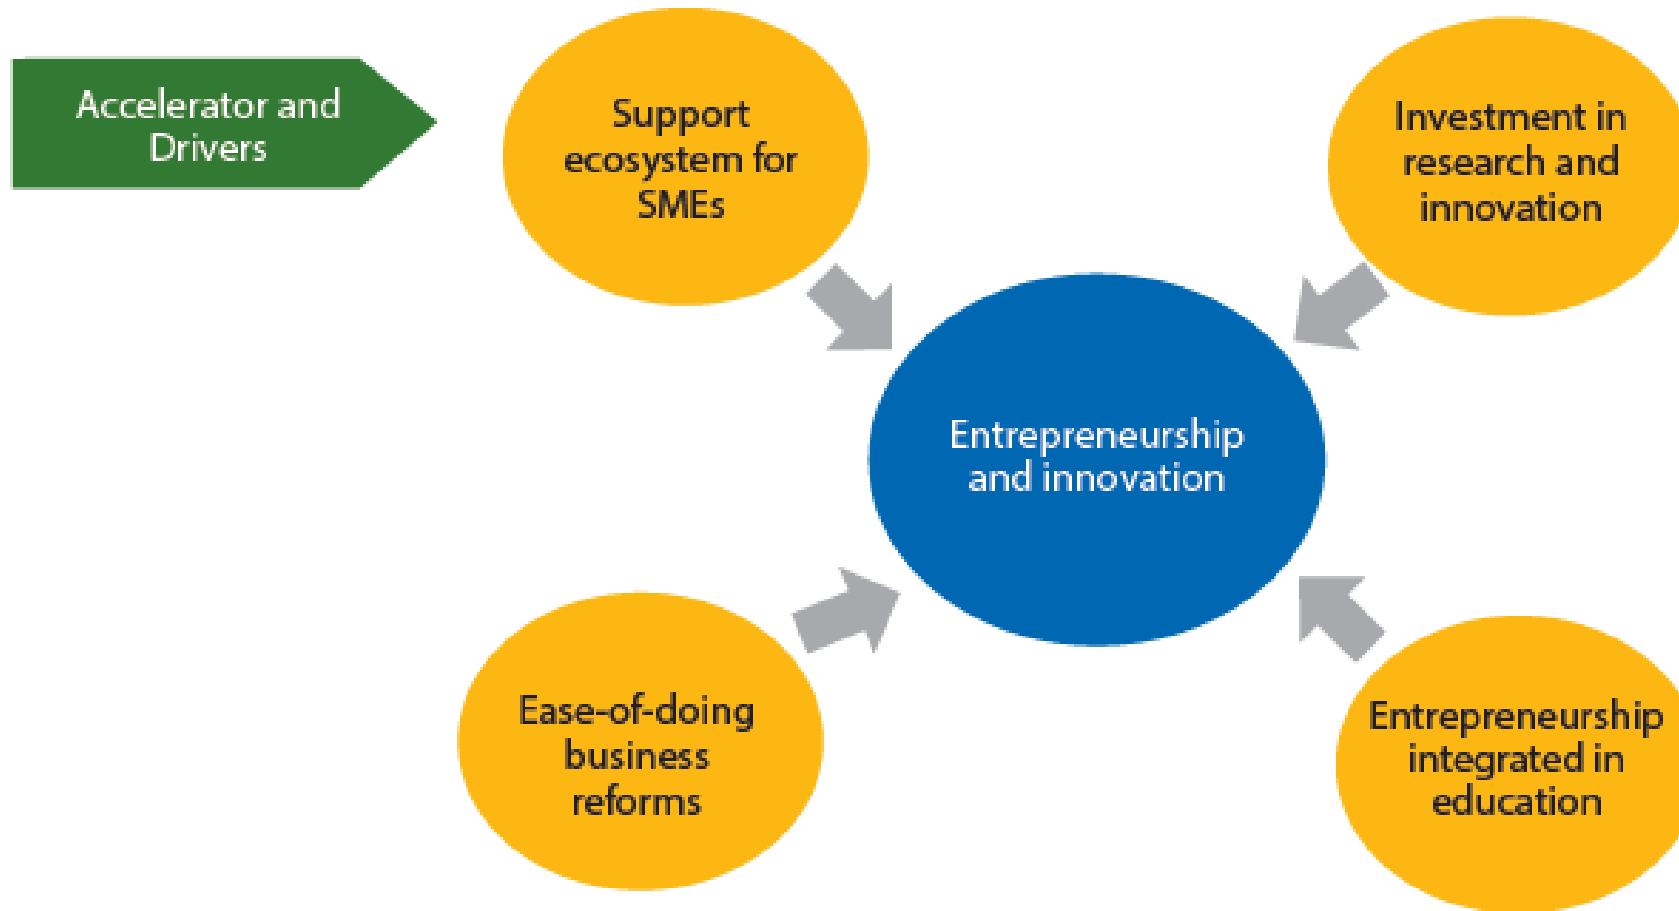 Accelerator and
Drivers
Support
ecosystem for
SMEs
Investment in
research and
innovation
Entrepreneurship
and innovation
Ease-of-doing
business
reforms
Entrepreneurship
integrated in
education